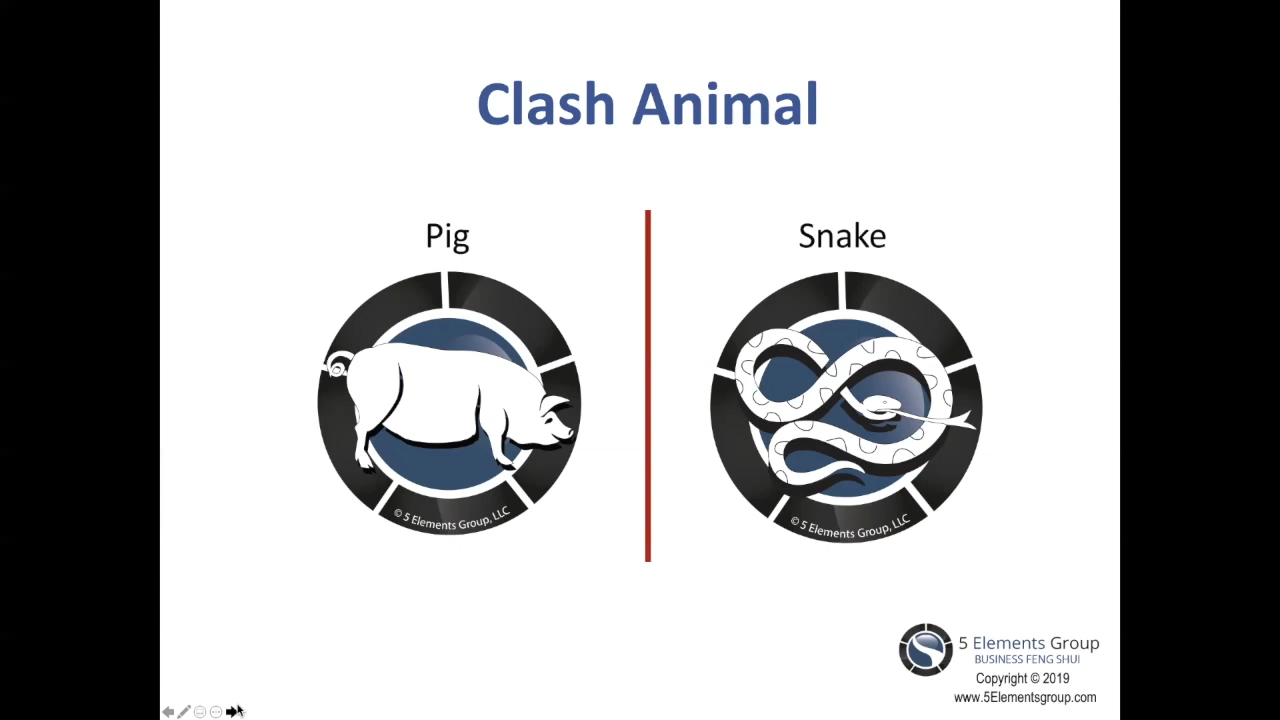 Clash Animal
Pig
Snake
© 5 Elements Group, LLC
© 5 Elements Group, LLC
5 Elements Group
BUSINESS FENG SHUI
Copyright © 2019
www.5Elementsgroup.com